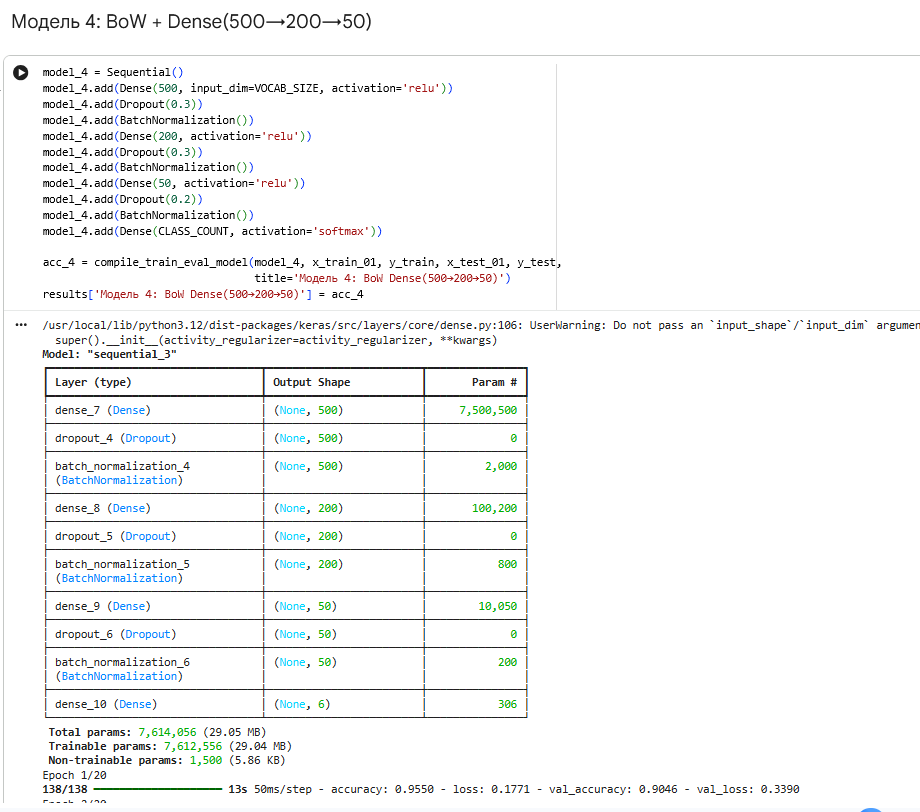 Модель 4: BoW + Dense(500→200→50)
model_4 = Sequential()
model_4.add(Dense(500, input_dim=VOCAB_SIZE, activation='relu'))
model_4.add(Dropout(0.3))
model_4.add(BatchNormalization())
model_4.add(Dense(200, activation='relu'))
model_4.add(Dropout(0.3))
model_4.add(BatchNormalization())
model_4.add(Dense(50, activation='relu'))
model_4.add(Dropout(0.2))
model_4.add(BatchNormalization())
model_4.add(Dense(CLASS_COUNT, activation='softmax'))
acc_4 = compile_train_eval_model(model_4, x_train_01, y_train, x_test_01, y_test,
title='Модель 4: BoW Dense(500→200→50)')
results['Модель 4: BoW Dense(500→200→50)'] = acc_4
/usr/local/lib/python3.12/dist-packages/keras/src/layers/core/dense.py:106: UserWarning: Do not pass an `input_shape`/`input_dim` argumen
super().__init__(activity_regularizer=activity_regularizer, **kwargs)
Model: "sequential_3"
Layer (type) Output Shape Param #
dense_7 (Dense) (None, 500) 7,500,500
dropout_4 (Dropout) (None, 500) 0
batch_normalization_4 (None, 500) 2,000
(BatchNormalization)
dense_8 (Dense) (None, 200) 100,200
dropout_5 (Dropout) (None, 200) 0
batch_normalization_5 (None, 200) 800
(BatchNormalization)
dense_9 (Dense) (None, 50) 10,050
dropout_6 (Dropout) (None, 50) 0
batch_normalization_6 (None, 50) 200
(BatchNormalization)
dense_10 (Dense) (None, 6) 306
Total params: 7,614,056 (29.05 MB)
Trainable params: 7,612,556 (29.04 MB)
Non-trainable params: 1,500 (5.86 KB)
Epoch 1/20
138/138 13s 50ms/step - accuracy: 0.9550 - loss: 0.1771 - val_accuracy: 0.9046 - val_loss: 0.3390